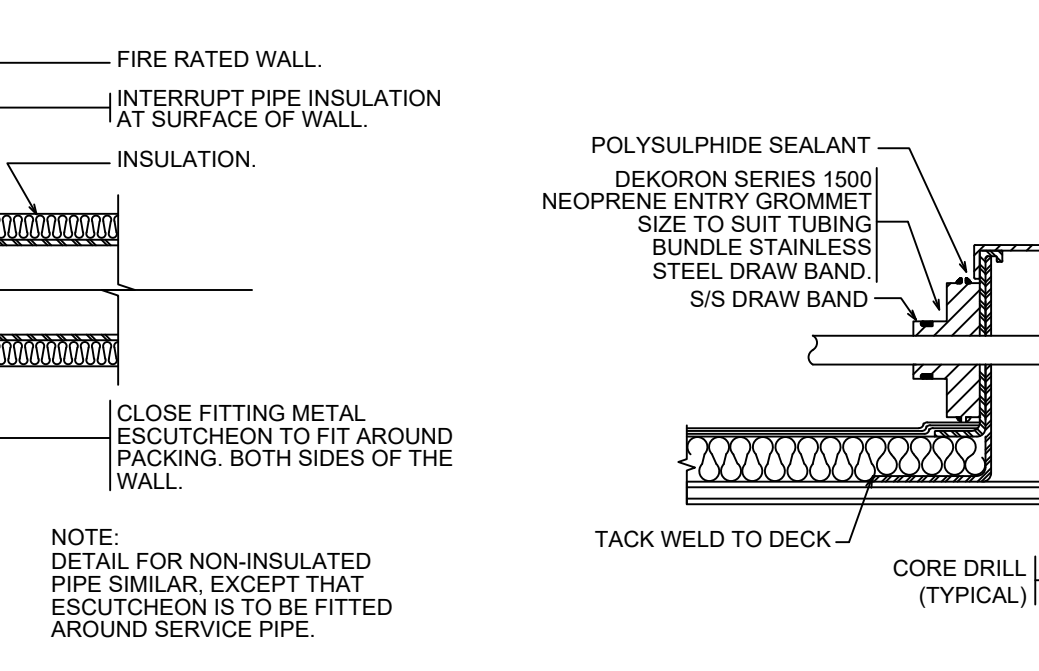 FIRE RATED WALL.
INTERRUPT PIPE INSULATION
AT SURFACE OF WALL.
INSULATION.
CLOSE FITTING METAL
ESCUTCHEON TO FIT AROUND
PACKING. BOTH SIDES OF THE
WALL.
NOTE:
DETAIL FOR NON-INSULATED
PIPE SIMILAR, EXCEPT THAT
ESCUTCHEON IS TO BE FITTED
AROUND SERVICE PIPE.
POLYSULPHIDE SEALANT
DEKORON SERIES 1500
NEOPRENE ENTRY GROMMET
SIZE TO SUIT TUBING
BUNDLE STAINLESS
STEEL DRAW BAND.
S/S DRAW BAND
TACK WELD TO DECK
CORE DRILL
(TYPICAL)